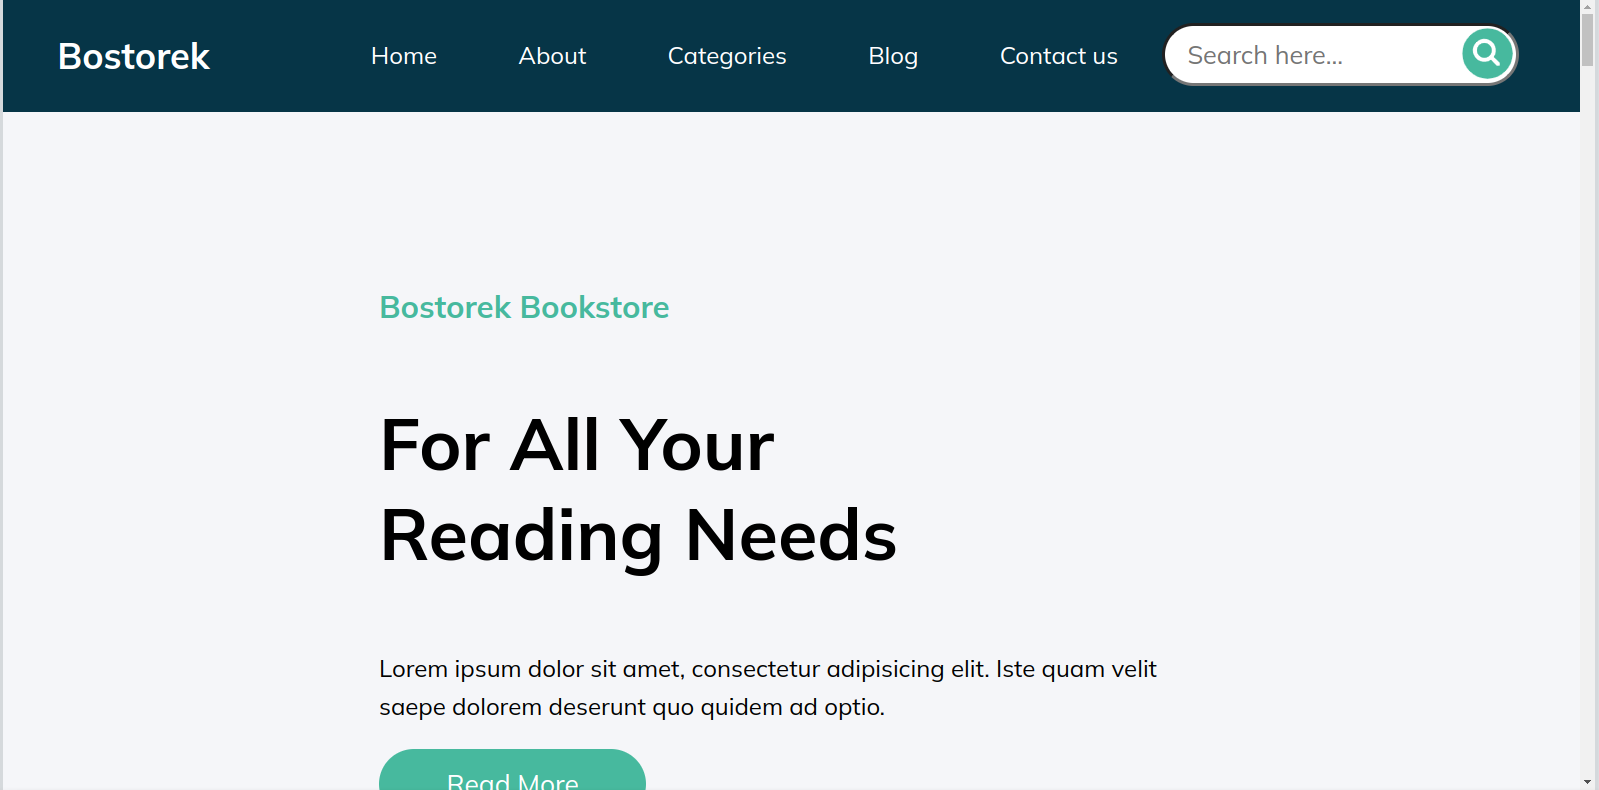 Bostorek
Home
About
Categories
Blog
Contact us
Search here...
Bostorek Bookstore
For All Your
Reading Needs
Lorem ipsum dolor sit amet, consectetur adipisicing elit. Iste quam velit
saepe dolorem deserunt quo quidem ad optio.
Read More